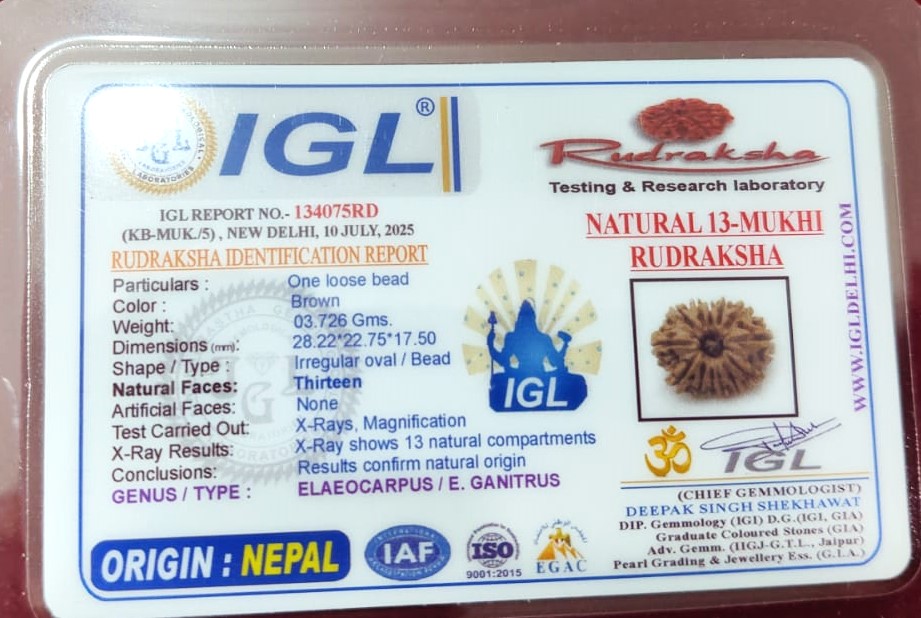 IGL®
LABORATORIES
Rudraksha
Testing & Research laboratory
IGL REPORT NO.- 134075RD
(KB-MUK./5) , NEW DELHI, 10 JULY, 2025
RUDRAKSHA IDENTIFICATION REPORT
Particulars : One loose bead
Color : Brown
Weight: 03.726 Gms.
Dimensions (mm): 28.22*22.75*17.50
Shape / Type : Irregular oval / Bead
Natural Faces: Thirteen
Artificial Faces: None
Test Carried Out: X-Rays, Magnification
X-Ray Results: X-Ray shows 13 natural compartments
Conclusions: Results confirm natural origin
GENUS / TYPE : ELAEOCARPUS / E. GANITRUS
IGL
NATURAL 13-MUKHI
RUDRAKSHA
WWW.IGLDELHI.COM
ॐ
IGL
(CHIEF GEMMOLOGIST)
DEEPAK SINGH SHEKHAWAT
DIP. Gemmology (IGI) D.G.(IGI, GIA)
Graduate Coloured Stones (GIA)
Adv. Gemm. (IIGJ-G.T.L., Jaipur)
Pearl Grading & Jewellery Ess. (G.I.A.)
ORIGIN : NEPAL
IAF
ISO
9001:2015
EGAC